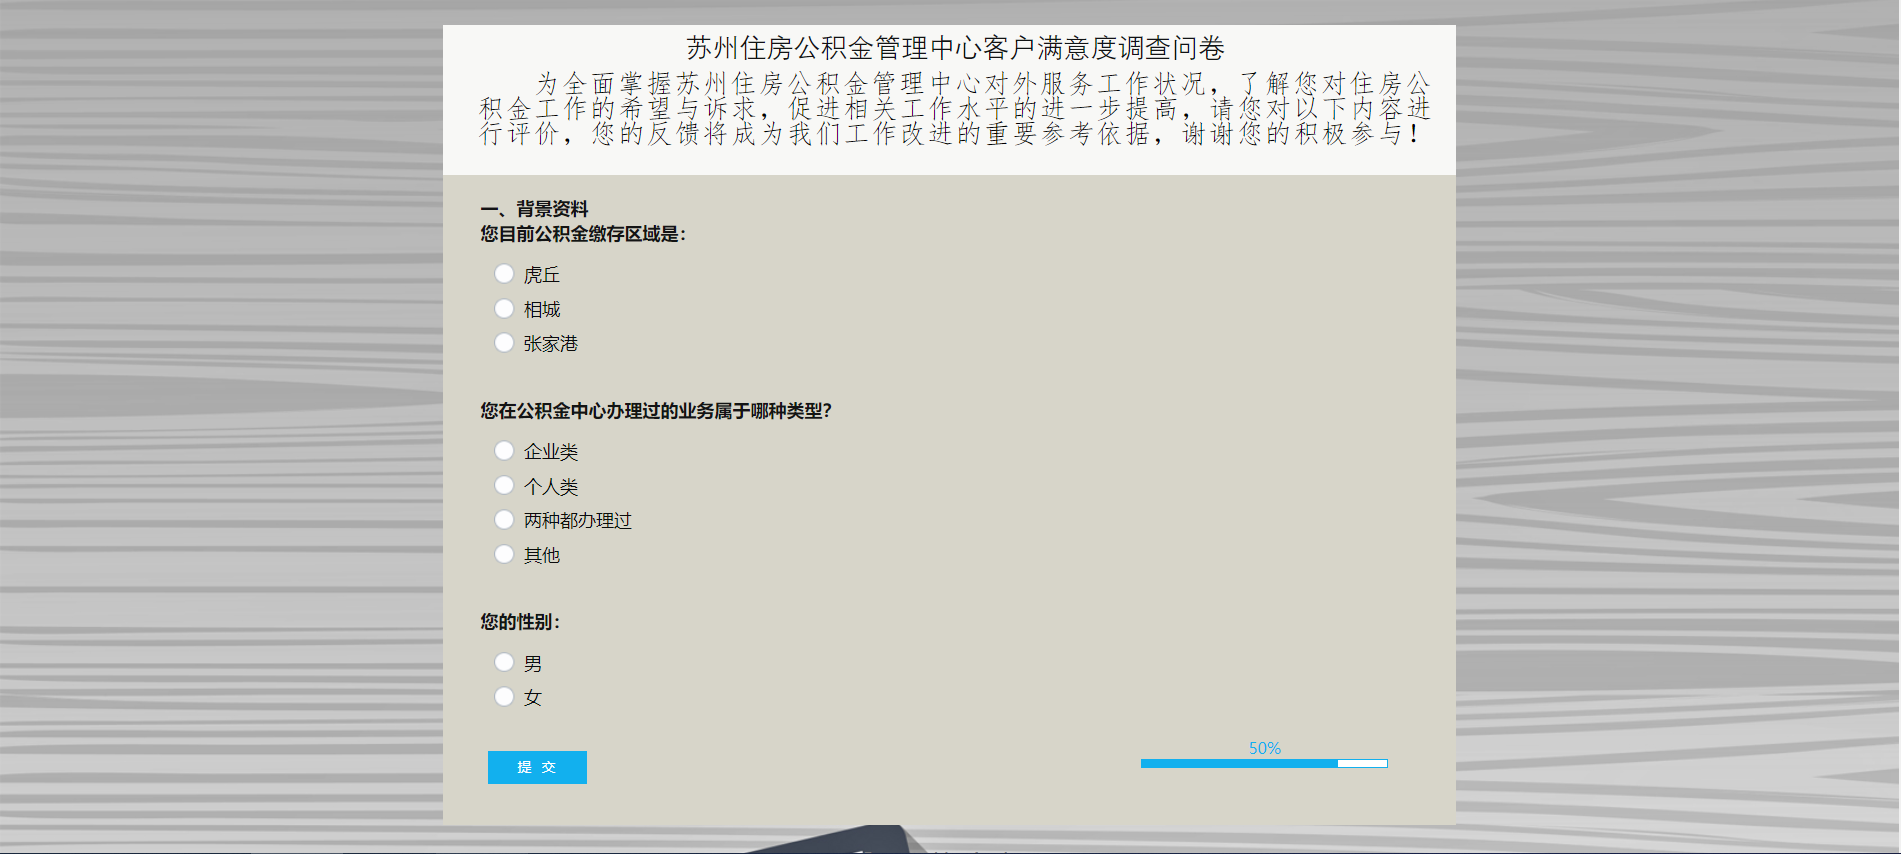 苏州住房公积金管理中心客户满意度调查问卷
为全面掌握苏州住房公积金管理中心对外服务工作状况，了解您对住房公
积金工作的希望与诉求，促进相关工作水平的进一步提高，请您对以下内容进
行评价，您的反馈将成为我们工作改进的重要参考依据，谢谢您的积极参与！
一、背景资料
您目前公积金缴存区域是：
虎丘
相城
张家港
您在公积金中心办理过的业务属于哪种类型？
企业类
个人类
两种都办理过
其他
您的性别：
男
女
50%
提 交